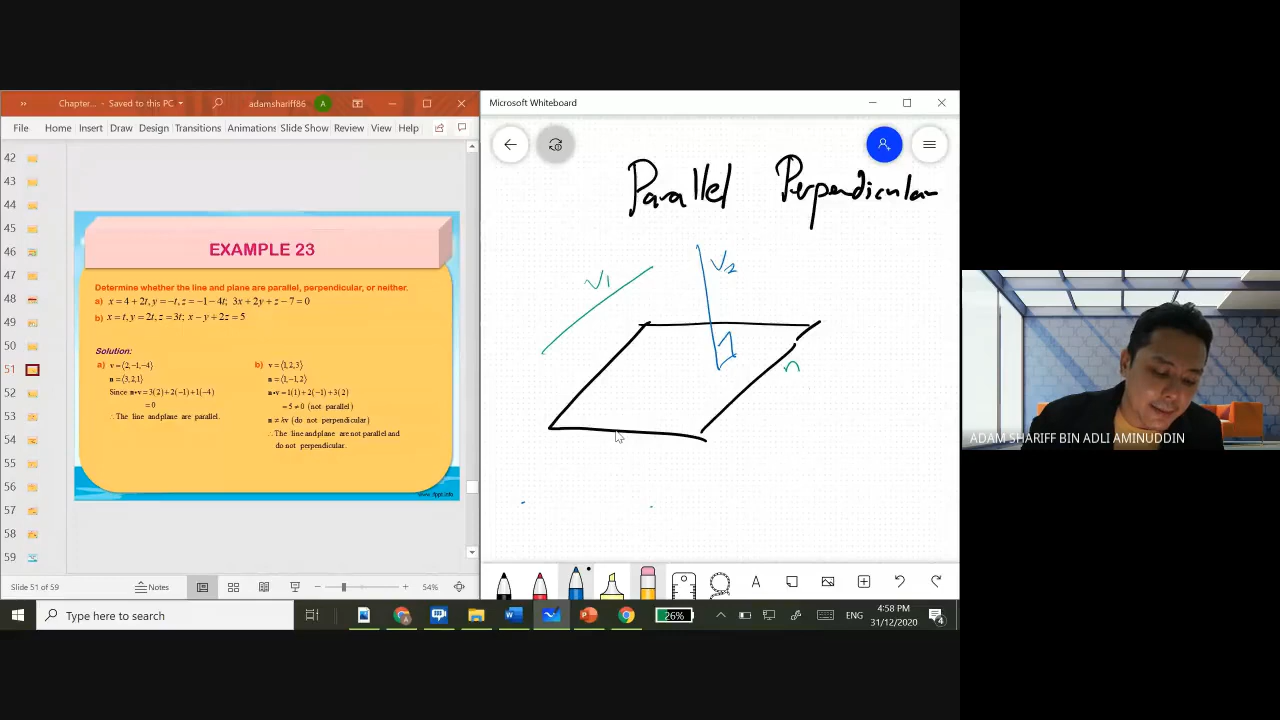 Chapter... - Saved to this PC
adamshariff86
A
File Home Insert Draw Design Transitions Animations Slide Show Review View Help
42
43
44
45
46
47
48
49
50
51
52
53
54
55
56
57
58
59
EXAMPLE 23
Determine whether the line and plane are parallel, perpendicular, or neither.
a) x = 4 + 2t, y = −t, z = −1 − 4t; 3x + 2y + z − 7 = 0
b) x = t, y = 2t, z = 3t; x − y + 2z = 5
Solution:
a) v = ⟨2,−1,−4⟩
n = ⟨3,2,1⟩
Since n•v = 3(2)+2(−1)+1(−4)
=0
∴The line andplane are parallel.
b) v = ⟨1,2,3⟩
n = ⟨1,−1,2⟩
n•v = 1(1)+2(−1)+3(2)
=5≠0 (not parallel)
n ≠ kv (do not perpendicular)
∴The line andplane are not parallel and
do not perpendicular.
Slide 51 of 59
Notes
54%
Microsoft Whiteboard
Parallel Perpendicular
V1
V2
n
A
ADAM SHARIFF BIN ADLI AMINUDDIN
Type here to search
26%
ENG
4:58 PM
31/12/2020
4